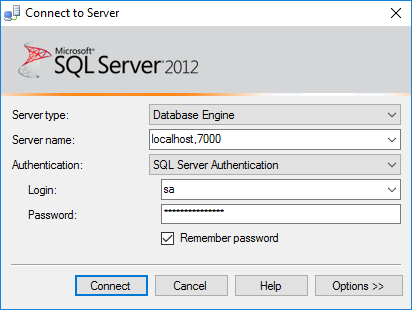 Connect to Server
Microsoft®
SQL Server® 2012
Server type: Database Engine
Server name: localhost,7000
Authentication: SQL Server Authentication
Login: sa
Password: ***************
Remember password
Connect Cancel Help Options >>